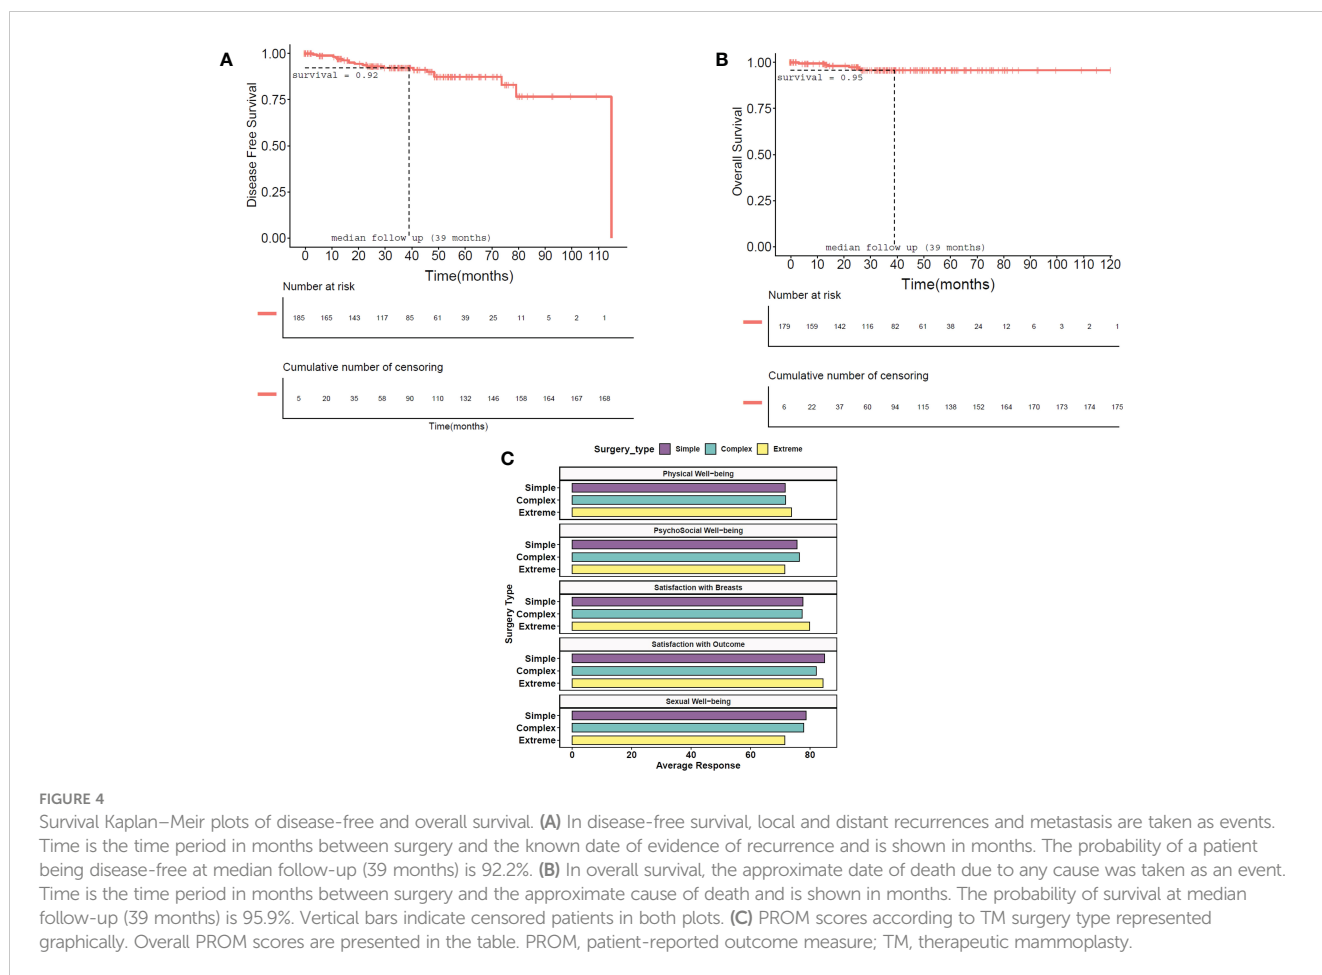 A
1.00
survival = 0.92
0.75
0.50
0.25
0.00
Disease Free Survival
median follow up (39 months)
0 10 20 30 40 50 60 70 80 90 100 110
Time(months)
Number at risk
185 165 143 117 85 61 39 25 11 5 2 1
Cumulative number of censoring
5 20 35 58 90 110 132 146 158 164 167 168
Time(months)
B
1.00
survival = 0.95
0.75
0.50
0.25
0.00
Overall Survival
median follow up (39 months)
0 10 20 30 40 50 60 70 80 90 100 110 120
Time(months)
Number at risk
179 159 142 116 82 61 38 24 12 6 3 2 1
Cumulative number of censoring
6 22 37 60 94 115 138 152 164 170 173 174 175
C
Surgery_type Simple Complex Extreme
Surgery Type
Physical Well-being
Simple
Complex
Extreme
PsychoSocial Well-being
Simple
Complex
Extreme
Satisfaction with Breasts
Simple
Complex
Extreme
Satisfaction with Outcome
Simple
Complex
Extreme
Sexual Well-being
Simple
Complex
Extreme
0 20 40 60 80
Average Response
FIGURE 4
Survival Kaplan–Meir plots of disease-free and overall survival. (A) In disease-free survival, local and distant recurrences and metastasis are taken as events.
Time is the time period in months between surgery and the known date of evidence of recurrence and is shown in months. The probability of a patient
being disease-free at median follow-up (39 months) is 92.2%. (B) In overall survival, the approximate date of death due to any cause was taken as an event.
Time is the time period in months between surgery and the approximate cause of death and is shown in months. The probability of survival at median
follow-up (39 months) is 95.9%. Vertical bars indicate censored patients in both plots. (C) PROM scores according to TM surgery type represented
graphically. Overall PROM scores are presented in the table. PROM, patient-reported outcome measure; TM, therapeutic mammoplasty.